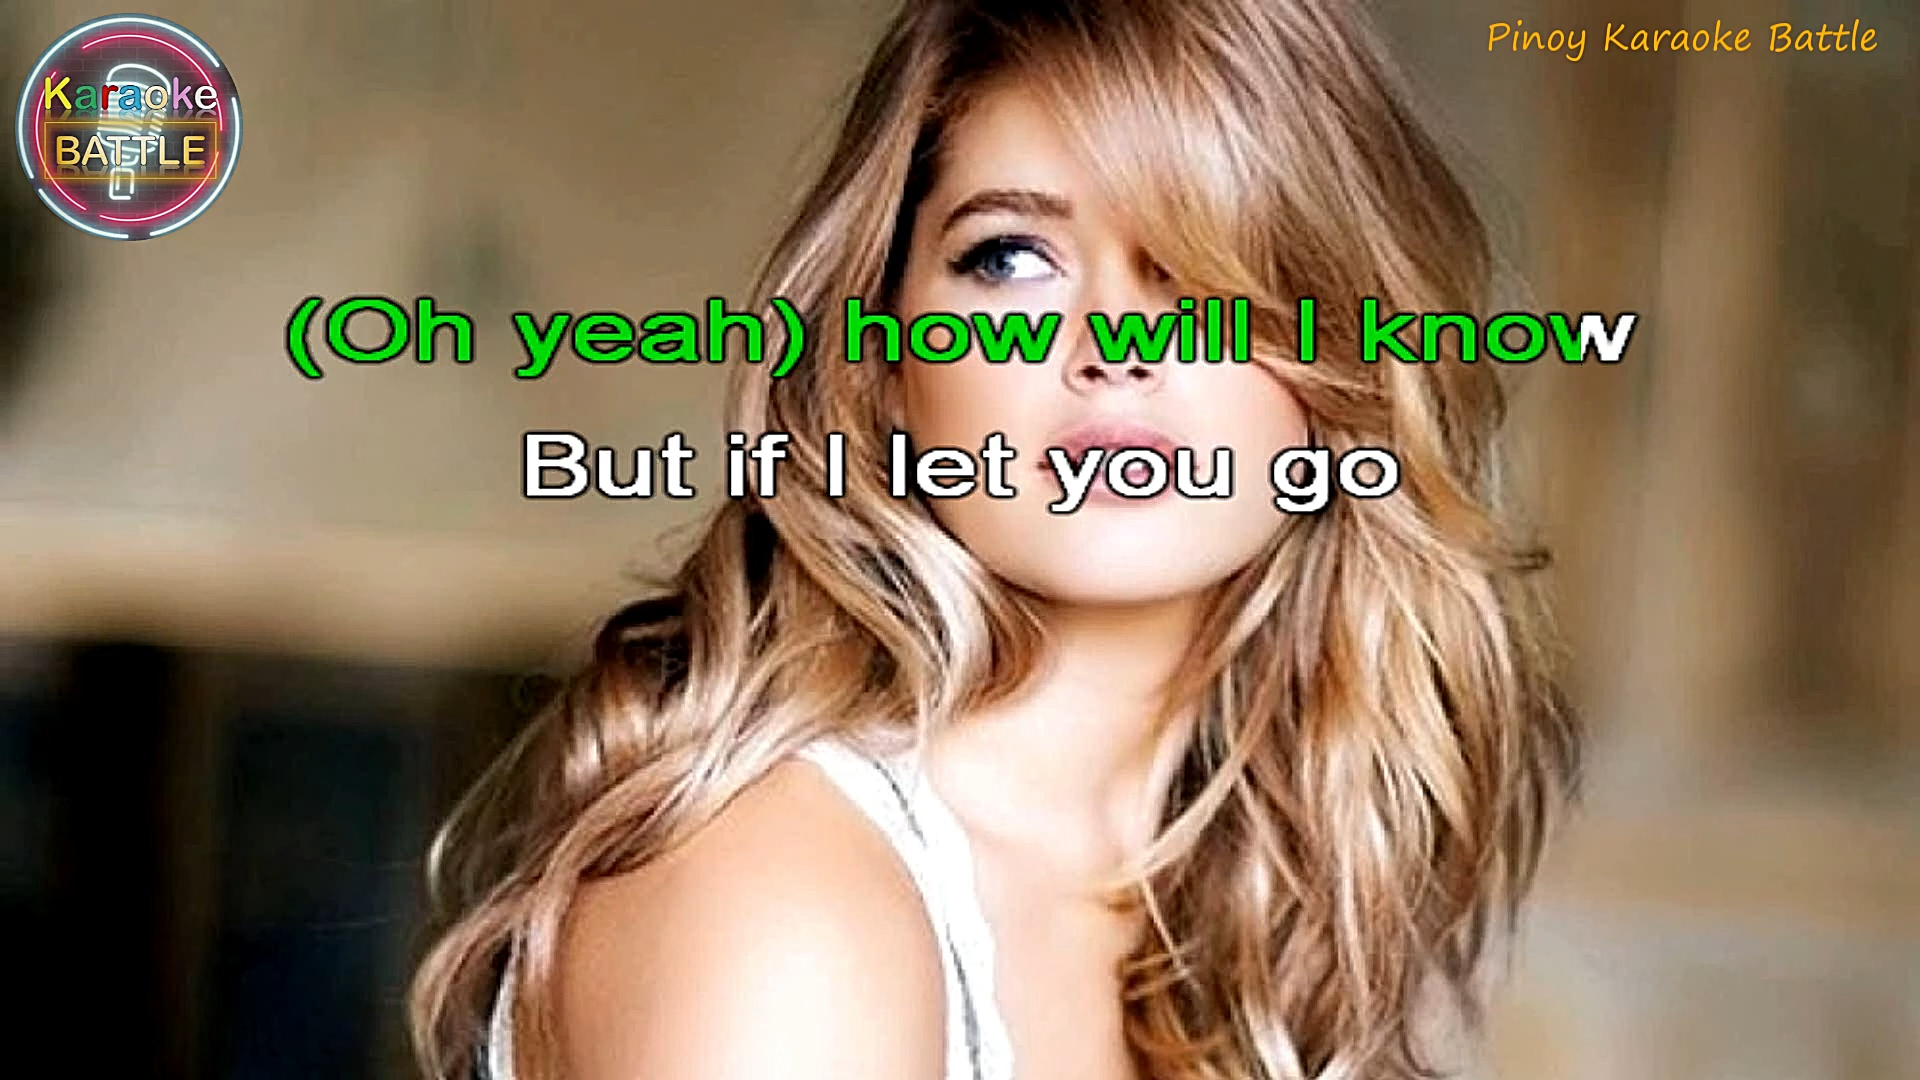 Karaoke
BATTLE
Pinoy Karaoke Battle
(Oh yeah) how will I know
But if I let you go